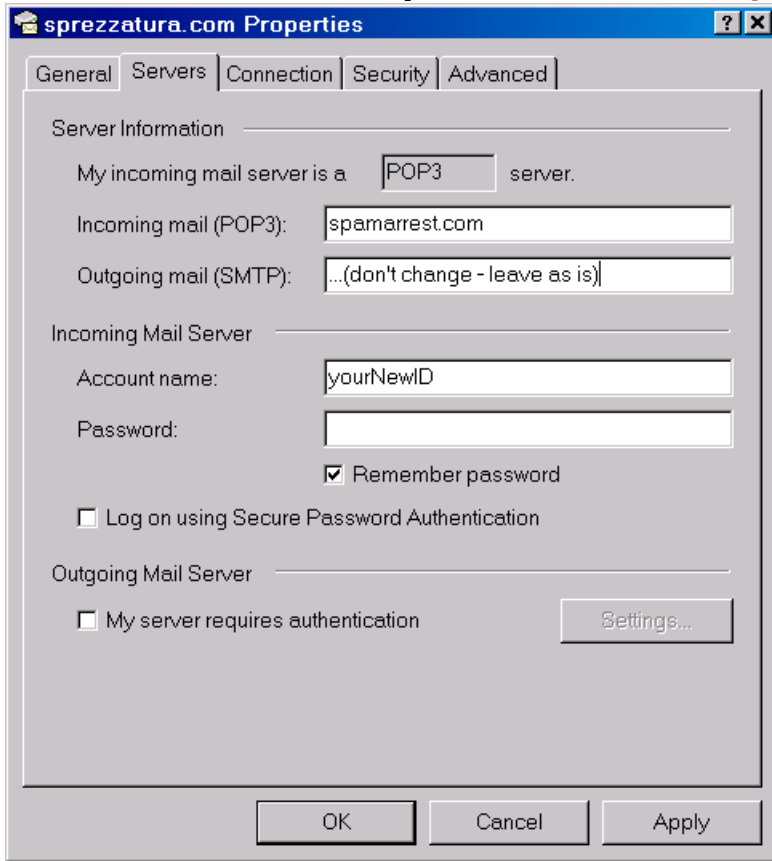 sprezzatura.com Properties
General Servers Connection Security Advanced
Server Information
My incoming mail server is a POP3 server.
Incoming mail (POP3): spamarrest.com
Outgoing mail (SMTP): ...(don't change - leave as is)
Incoming Mail Server
Account name: yourNewID
Password:
Remember password
Log on using Secure Password Authentication
Outgoing Mail Server
My server requires authentication Settings...
OK Cancel Apply